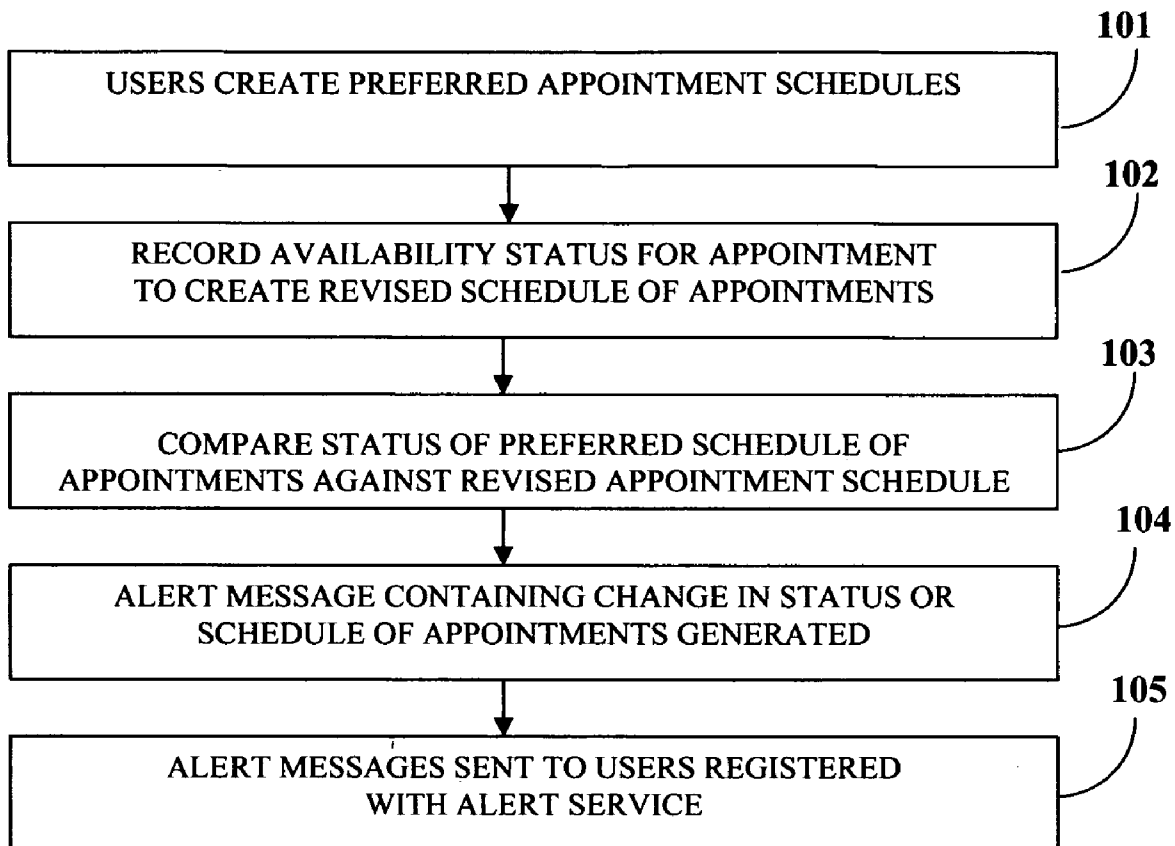 101
USERS CREATE PREFERRED APPOINTMENT SCHEDULES
102
RECORD AVAILABILITY STATUS FOR APPOINTMENT
TO CREATE REVISED SCHEDULE OF APPOINTMENTS
103
COMPARE STATUS OF PREFERRED SCHEDULE OF
APPOINTMENTS AGAINST REVISED APPOINTMENT SCHEDULE
104
ALERT MESSAGE CONTAINING CHANGE IN STATUS OR
SCHEDULE OF APPOINTMENTS GENERATED
105
ALERT MESSAGES SENT TO USERS REGISTERED
WITH ALERT SERVICE